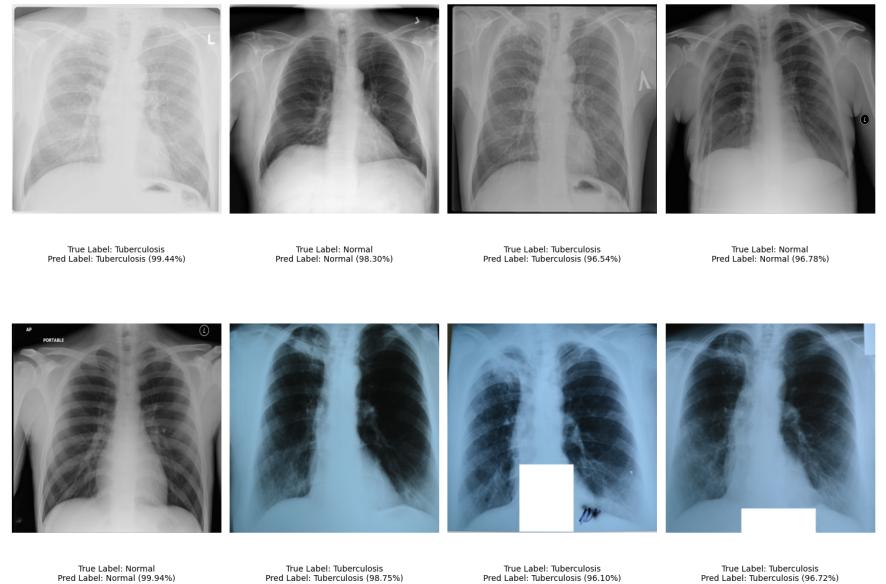 L
True Label: Tuberculosis
Pred Label: Tuberculosis (99.44%)
True Label: Normal
Pred Label: Normal (98.30%)
True Label: Tuberculosis
Pred Label: Tuberculosis (96.54%)
L
True Label: Normal
Pred Label: Normal (96.78%)
AP
PORTABLE
L
True Label: Normal
Pred Label: Normal (99.94%)
True Label: Tuberculosis
Pred Label: Tuberculosis (98.75%)
True Label: Tuberculosis
Pred Label: Tuberculosis (96.10%)
True Label: Tuberculosis
Pred Label: Tuberculosis (96.72%)